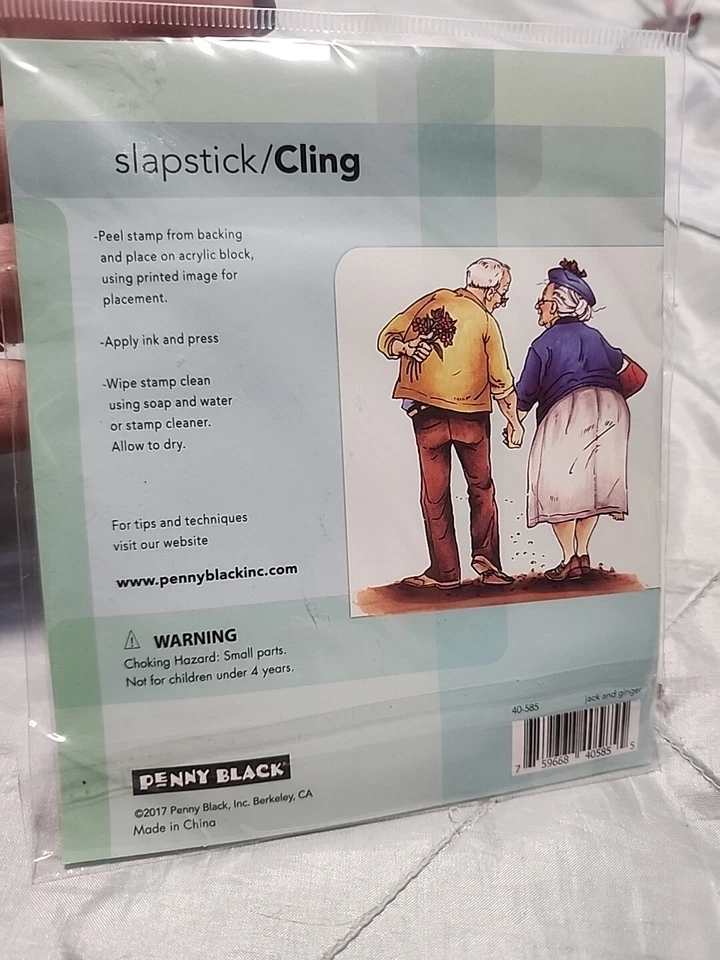 slapstick/Cling
-Peel stamp from backing
and place on acrylic block,
using printed image for
placement.
-Apply ink and press
-Wipe stamp clean
using soap and water
or stamp cleaner.
Allow to dry.
For tips and techniques
visit our website
www.pennyblackinc.com
WARNING
Choking Hazard: Small parts.
Not for children under 4 years.
40-585 jack and ginger
7 59668 40585 5
PENNY BLACK
©2017 Penny Black, Inc. Berkeley, CA
Made in China